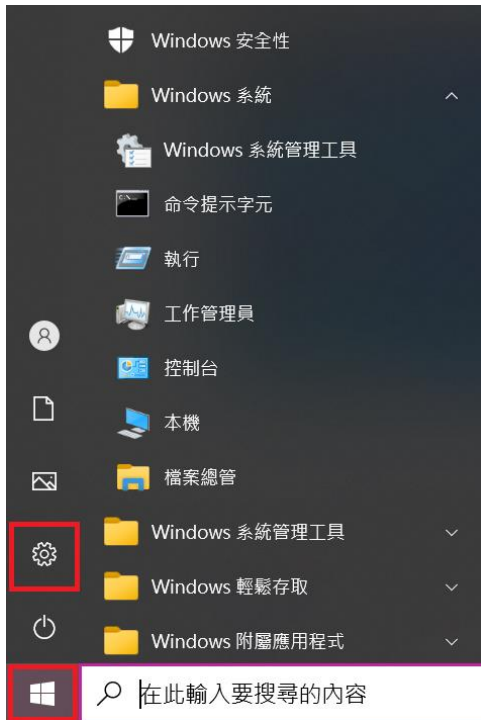 Windows 安全性
Windows 系統
Windows 系統管理工具
命令提示字元
執行
工作管理員
控制台
本機
檔案總管
Windows 系統管理工具
Windows 輕鬆存取
Windows 附屬應用程式
在此輸入要搜尋的內容